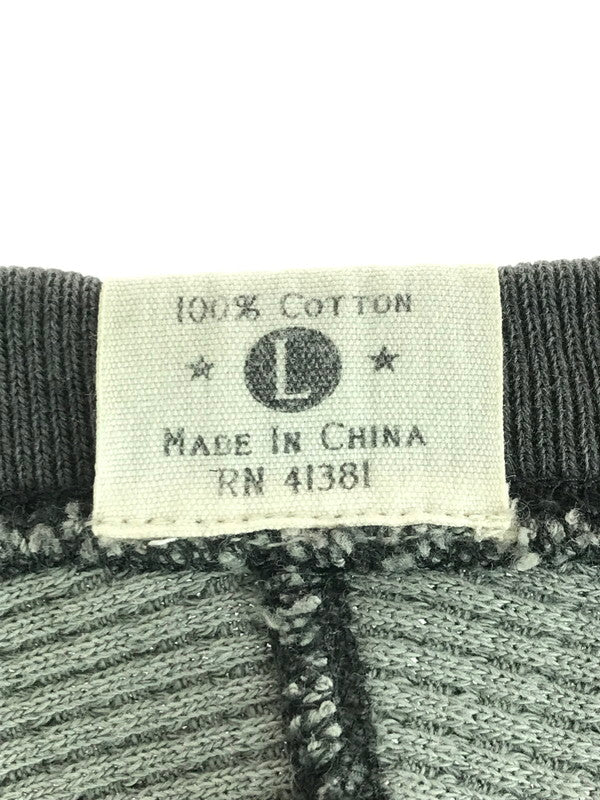 100% COTTON
L
MADE IN CHINA
RN 41381